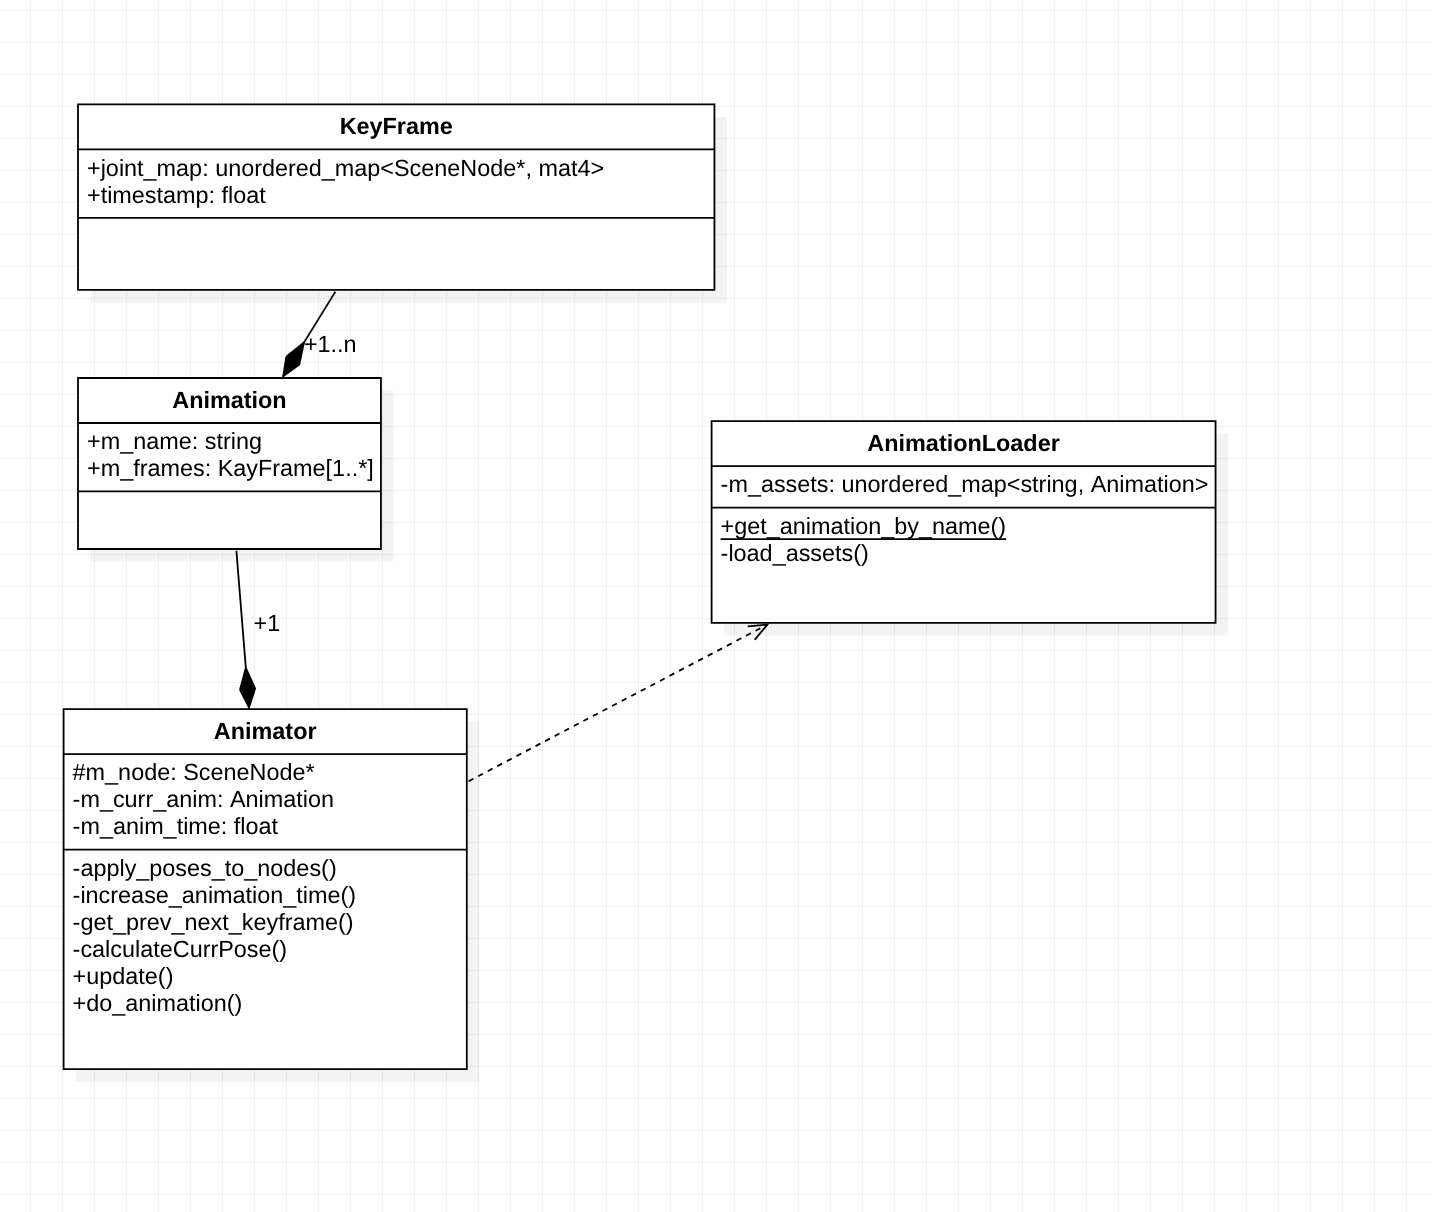 KeyFrame
+joint_map: unordered_map<SceneNode*, mat4>
+timestamp: float
+1..n
Animation
+m_name: string
+m_frames: KayFrame[1..*]
AnimationLoader
-m_assets: unordered_map<string, Animation>
+get_animation_by_name()
-load_assets()
+1
Animator
#m_node: SceneNode*
-m_curr_anim: Animation
-m_anim_time: float
-apply_poses_to_nodes()
-increase_animation_time()
-get_prev_next_keyframe()
-calculateCurrPose()
+update()
+do_animation()